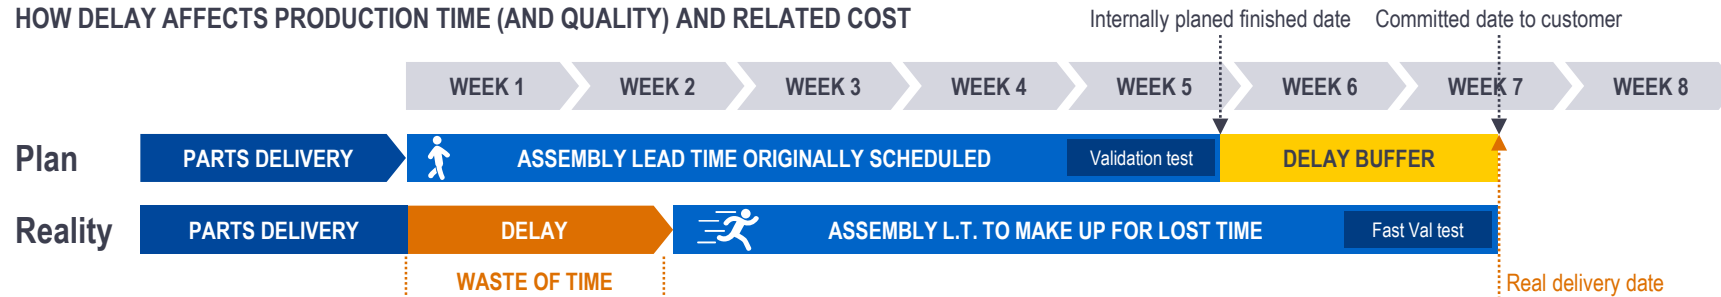 HOW DELAY AFFECTS PRODUCTION TIME (AND QUALITY) AND RELATED COST
Internally planed finished date
Committed date to customer
WEEK 1
WEEK 2
WEEK 3
WEEK 4
WEEK 5
WEEK 6
WEEK 7
WEEK 8
Plan
PARTS DELIVERY
ASSEMBLY LEAD TIME ORIGINALLY SCHEDULED
Validation test
DELAY BUFFER
Reality
PARTS DELIVERY
DELAY
ASSEMBLY L.T. TO MAKE UP FOR LOST TIME
Fast Val test
WASTE OF TIME
Real delivery date